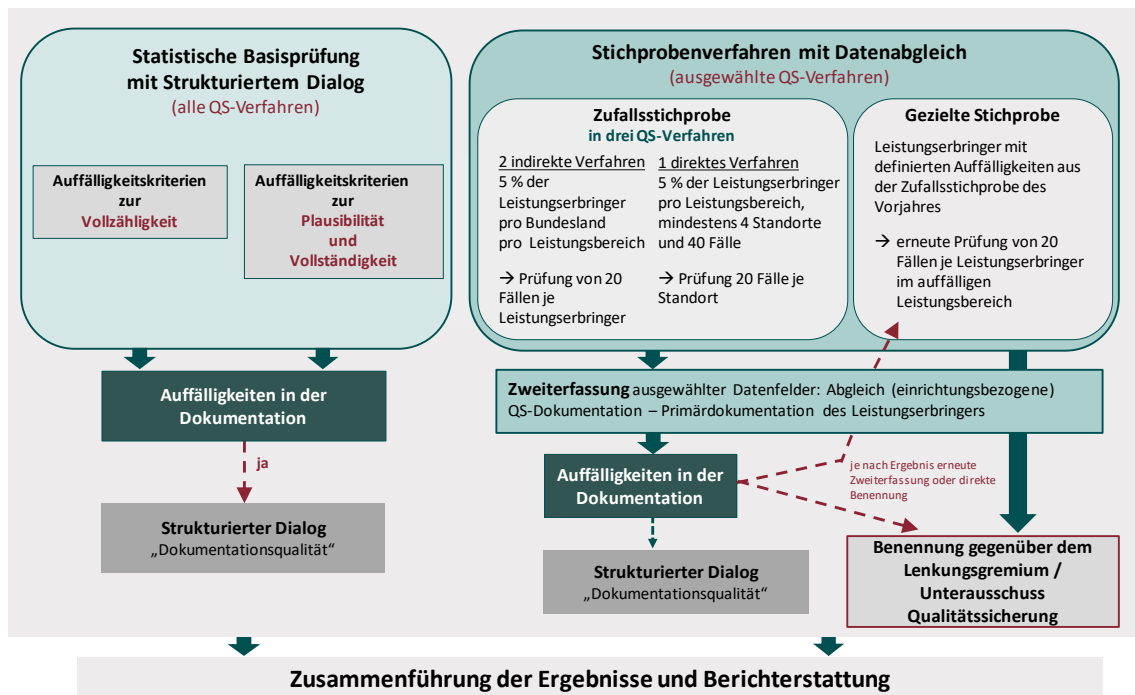 Statistische Basisprüfung
mit Strukturiertem Dialog
(alle QS-Verfahren)
Auffälligkeitskriterien
zur
Vollzähligkeit
Auffälligkeitskriterien
zur
Plausibilität
und
Vollständigkeit
Auffälligkeiten in der
Dokumentation
ja
Strukturierter Dialog
„Dokumentationsqualität“
Stichprobenverfahren mit Datenabgleich
(ausgewählte QS-Verfahren)
Zufallsstichprobe
in drei QS-Verfahren
2 indirekte Verfahren
5 % der
Leistungserbringer
pro Bundesland
pro Leistungsbereich
→ Prüfung von 20
Fällen je
Leistungserbringer
1 direktes Verfahren
5 % der Leistungserbringer
pro Leistungsbereich,
mindestens 4 Standorte
und 40 Fälle
→ Prüfung 20 Fälle je
Standort
Gezielte Stichprobe
Leistungserbringer mit
definierten Auffälligkeiten aus
der Zufallsstichprobe des
Vorjahres
→ erneute Prüfung von 20
Fällen je Leistungserbringer
im auffälligen
Leistungsbereich
Zweiterfassung ausgewählter Datenfelder: Abgleich (einrichtungsbezogene)
QS-Dokumentation – Primärdokumentation des Leistungserbringers
Auffälligkeiten in der
Dokumentation
je nach Ergebnis erneute
Zweiterfassung oder direkte
Benennung
Strukturierter Dialog
„Dokumentationsqualität“
Benennung gegenüber dem
Lenkungsgremium /
Unterausschuss
Qualitätssicherung
Zusammenführung der Ergebnisse und Berichterstattung